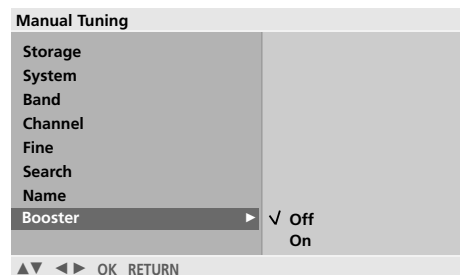 Manual Tuning
Storage
System
Band
Channel
Fine
Search
Name
Booster ► √ Off
On
▲▼ ◄► OK RETURN